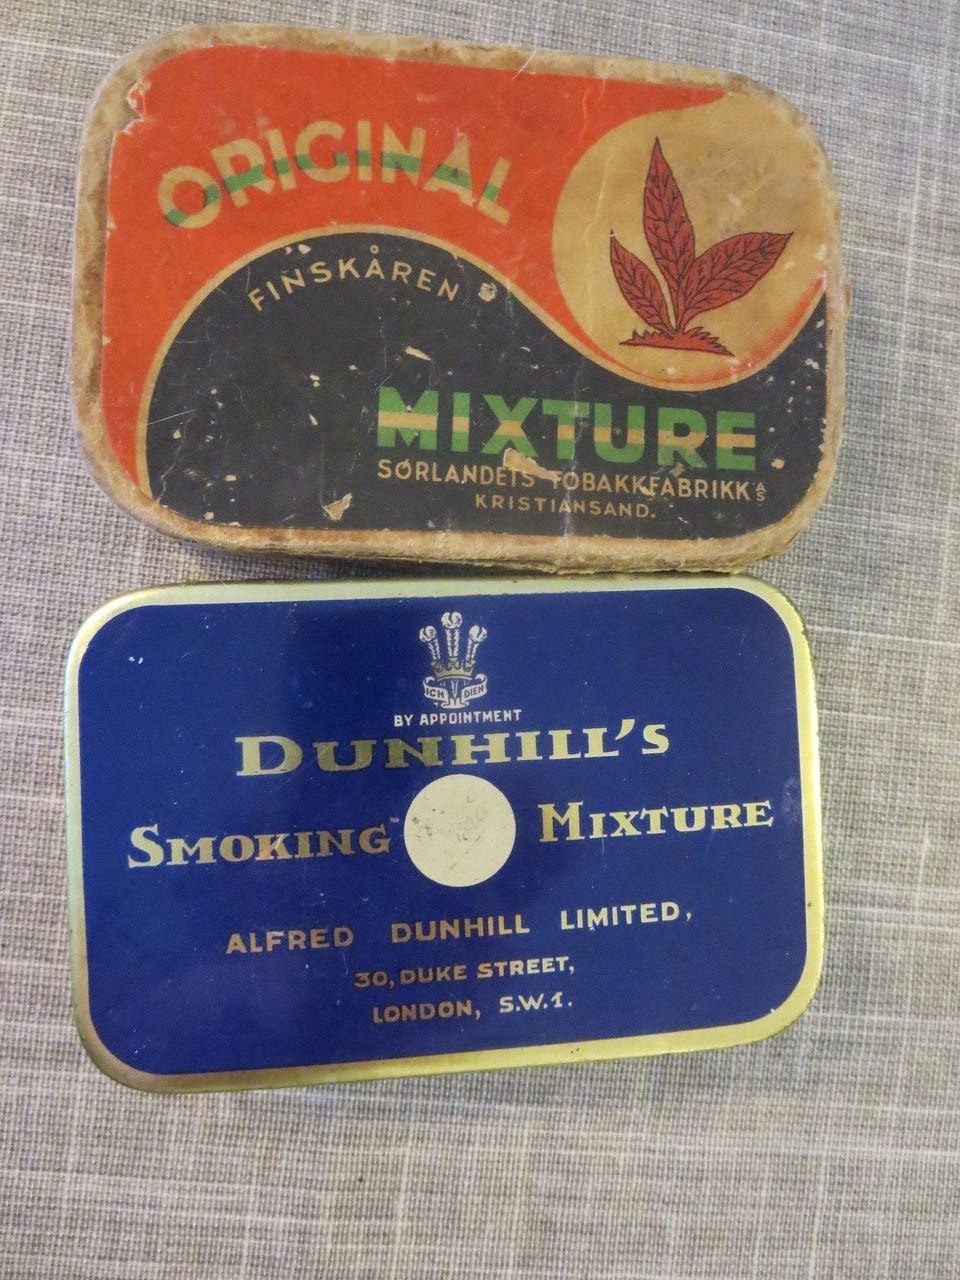 ORIGINAL
FINSKÅREN
MIXTURE
SØRLANDETS TOBAKKFABRIKK A/S
KRISTIANSAND.
ICH DIEN
BY APPOINTMENT
DUNHILL'S
SMOKING MIXTURE
ALFRED DUNHILL LIMITED,
30, DUKE STREET,
LONDON, S.W.1.